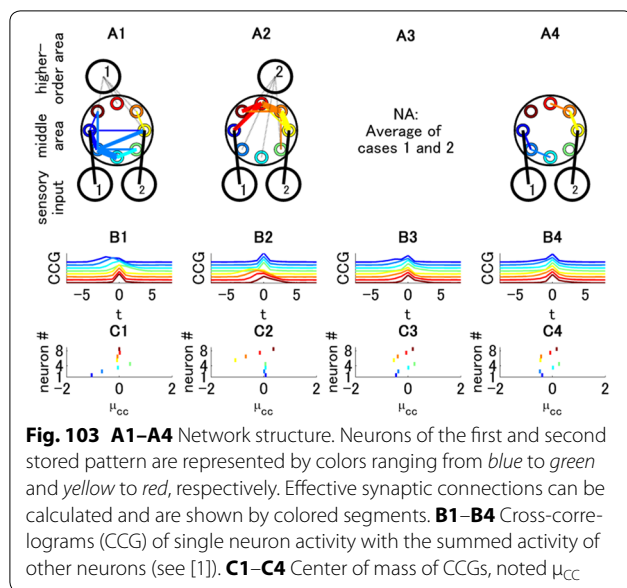 A1 A2 A3 A4
higher-
order area
middle
area
sensory
input
1
2
NA:
Average of
cases 1 and 2
1 2
1 2
1 2
B1 B2 B3 B4
CCG CCG CCG CCG
-5 0 5
-5 0 5
-5 0 5
-5 0 5
t t t t
C1 C2 C3 C4
neuron # neuron # neuron # neuron #
8
4
1
8
4
1
8
4
1
8
4
1
-2 0 2
-2 0 2
-2 0 2
-2 0 2
μcc μcc μcc μcc
Fig. 103 A1–A4 Network structure. Neurons of the first and second
stored pattern are represented by colors ranging from blue to green
and yellow to red, respectively. Effective synaptic connections can be
calculated and are shown by colored segments. B1–B4 Cross-corre-
lograms (CCG) of single neuron activity with the summed activity of
other neurons (see [1]). C1–C4 Center of mass of CCGs, noted μCC